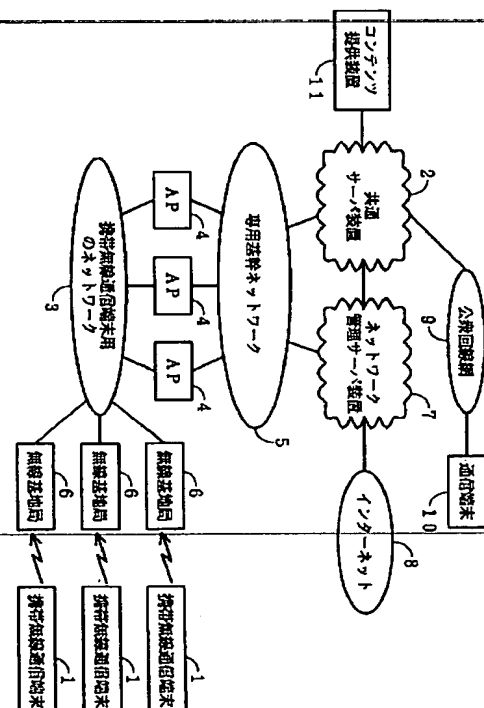 コンテンツ
提供装置
11
共通
サーバ装置
2
公衆回線網
9
通信端末
10
ネットワーク
管理サーバ装置
7
インターネット
8
専用基幹ネットワーク
5
AP
4
AP
4
AP
4
携帯無線通信端末用
のネットワーク
3
無線基地局
6
無線基地局
6
無線基地局
6
携帯無線通信端末
1
携帯無線通信端末
1
携帯無線通信端末
1